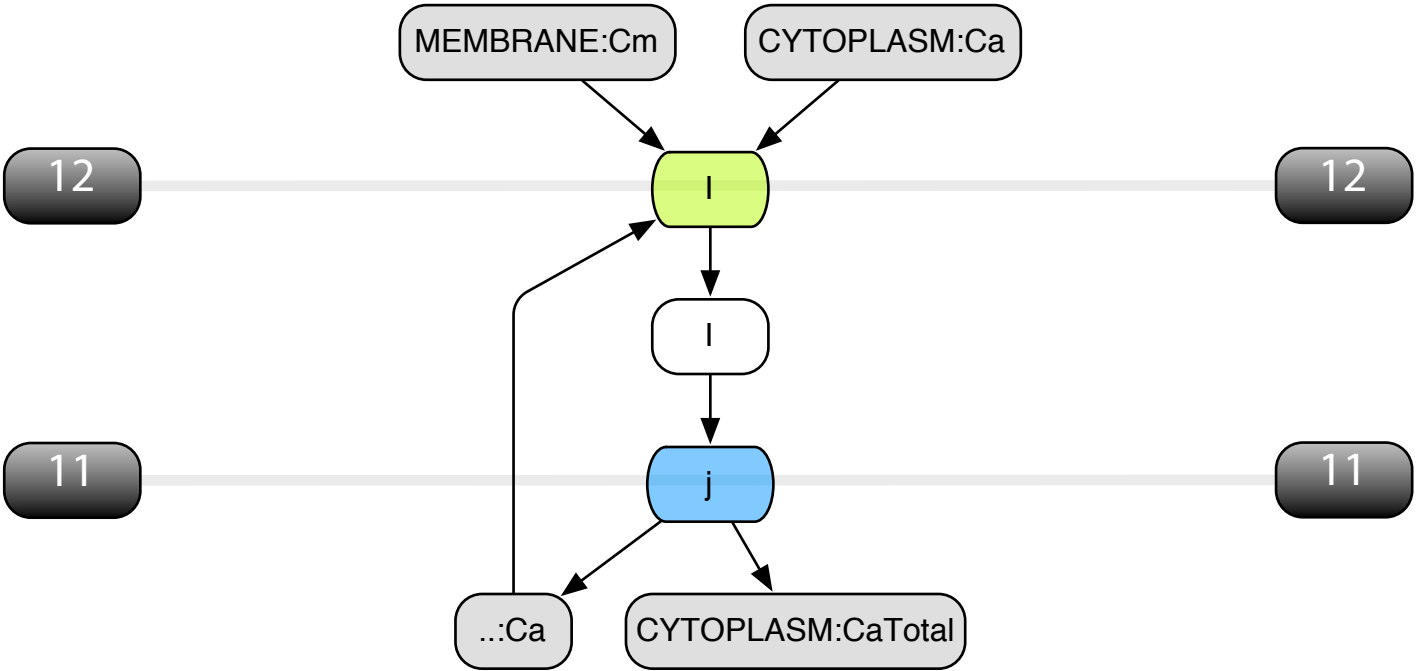 MEMBRANE:Cm
CYTOPLASM:Ca
12
I
12
I
11
j
11
..:Ca
CYTOPLASM:CaTotal